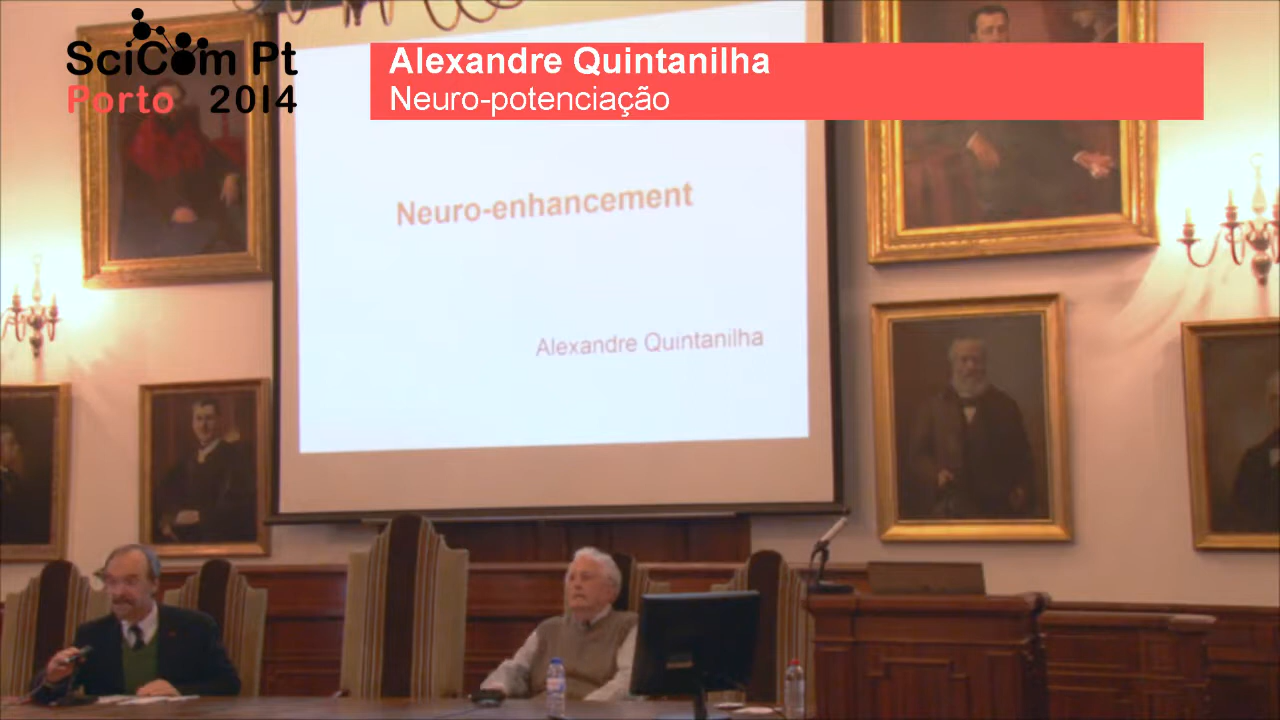 SciCom Pt
Porto 2014
Alexandre Quintanilha
Neuro-potenciação
Neuro-enhancement
Alexandre Quintanilha